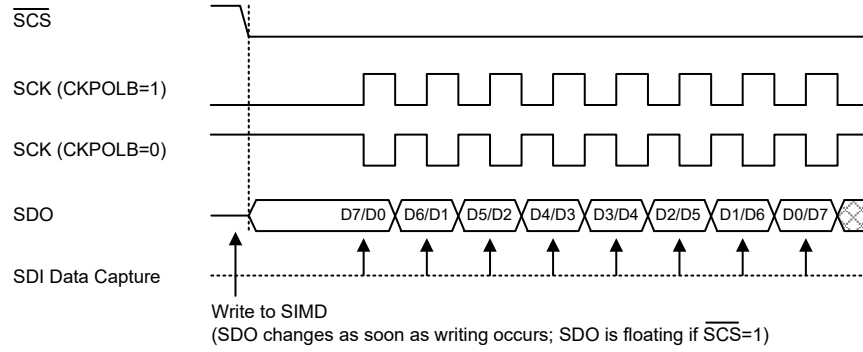 SCS
SCK (CKPOLB=1)
SCK (CKPOLB=0)
SDO
D7/D0 D6/D1 D5/D2 D4/D3 D3/D4 D2/D5 D1/D6 D0/D7
SDI Data Capture
Write to SIMD
(SDO changes as soon as writing occurs; SDO is floating if SCS=1)